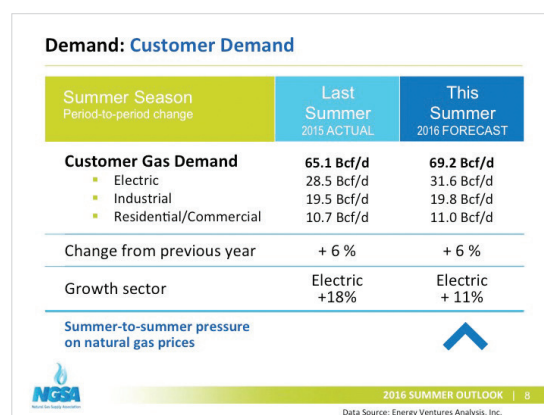 Demand: Customer Demand
Summer Season
Period-to-period change
Last
Summer
2015 ACTUAL
This
Summer
2016 FORECAST
Customer Gas Demand 65.1 Bcf/d 69.2 Bcf/d
Electric 28.5 Bcf/d 31.6 Bcf/d
Industrial 19.5 Bcf/d 19.8 Bcf/d
Residential/Commercial 10.7 Bcf/d 11.0 Bcf/d
Change from previous year + 6 % + 6 %
Growth sector
Electric
+18%
Electric
+ 11%
Summer-to-summer pressure
on natural gas prices
NGSA
Natural Gas Supply Association
2016 SUMMER OUTLOOK | 8
Data Source: Energy Ventures Analysis, Inc.